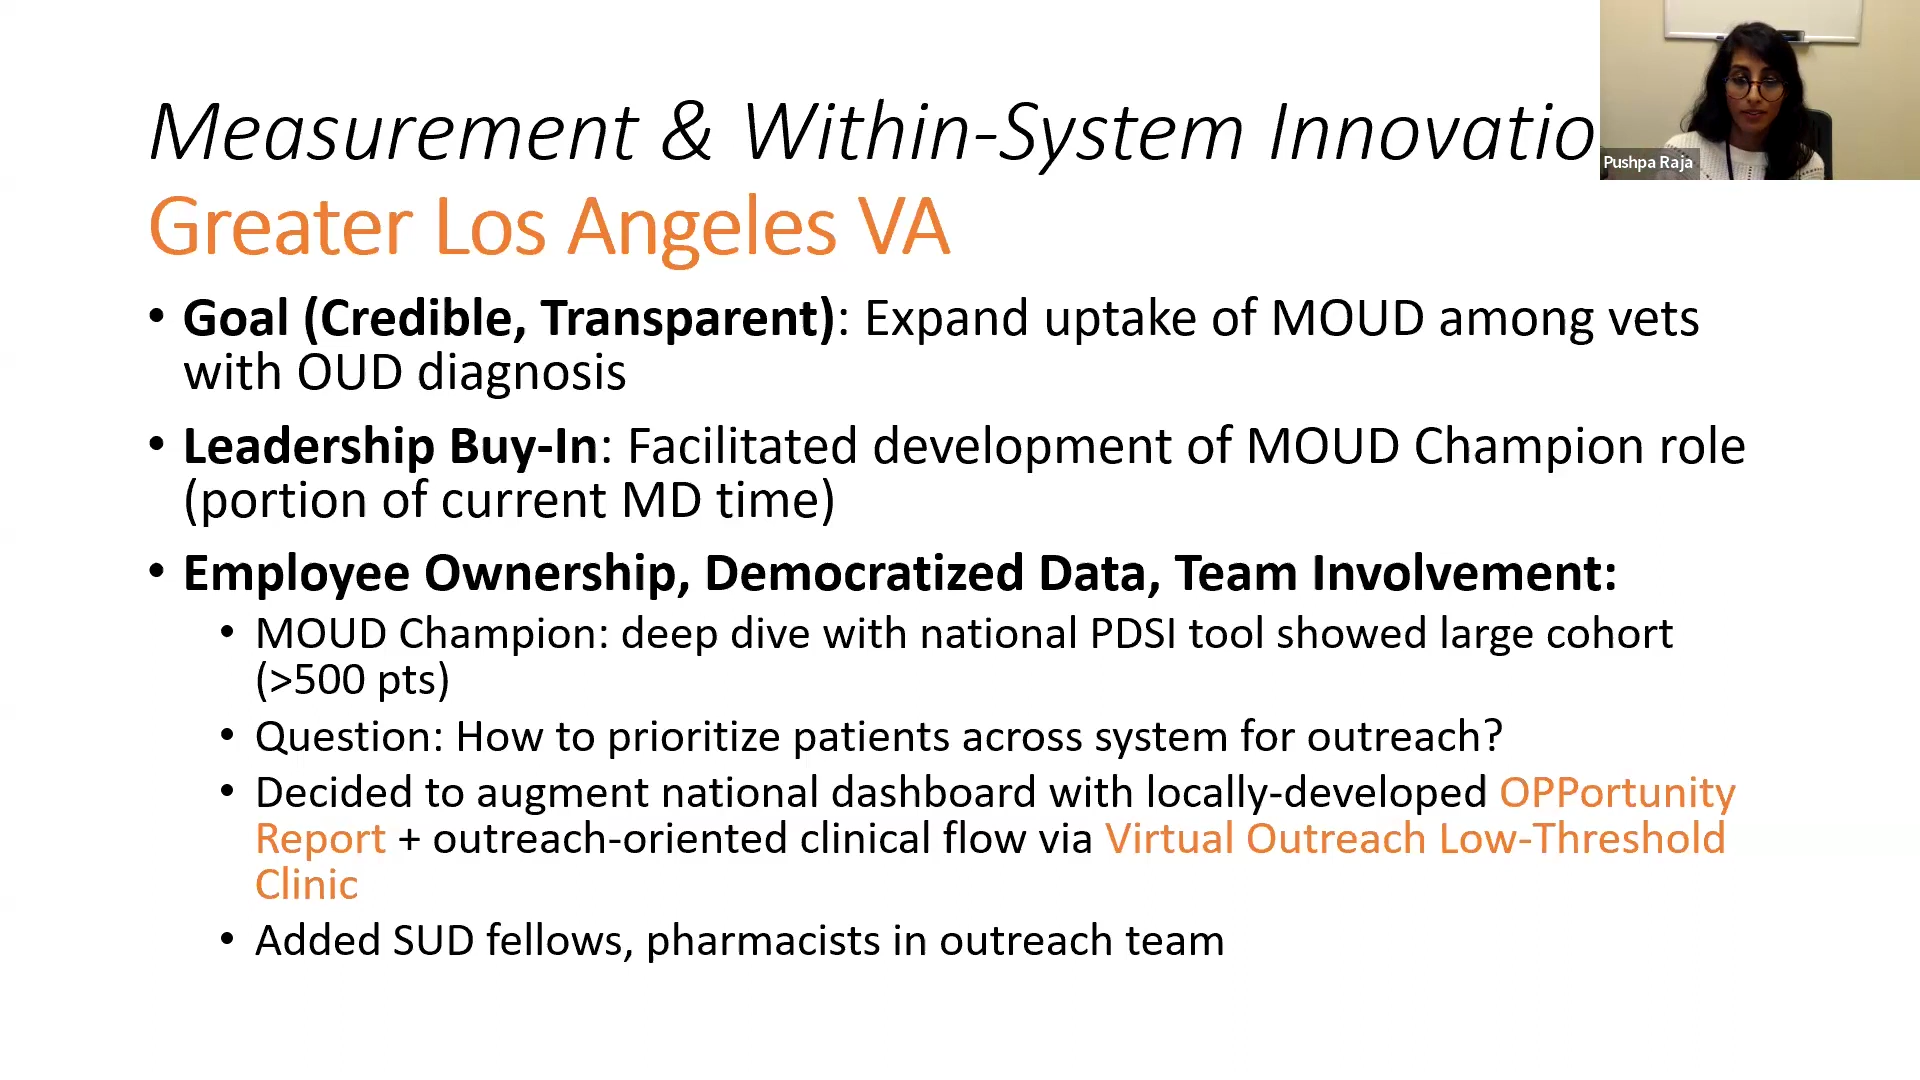 Measurement & Within-System Innovatio
Pushpa Raja
Greater Los Angeles VA
• Goal (Credible, Transparent): Expand uptake of MOUD among vets
with OUD diagnosis
• Leadership Buy-In: Facilitated development of MOUD Champion role
(portion of current MD time)
• Employee Ownership, Democratized Data, Team Involvement:
• MOUD Champion: deep dive with national PDSI tool showed large cohort
(>500 pts)
• Question: How to prioritize patients across system for outreach?
• Decided to augment national dashboard with locally-developed OPPortunity
Report + outreach-oriented clinical flow via Virtual Outreach Low-Threshold
Clinic
• Added SUD fellows, pharmacists in outreach team